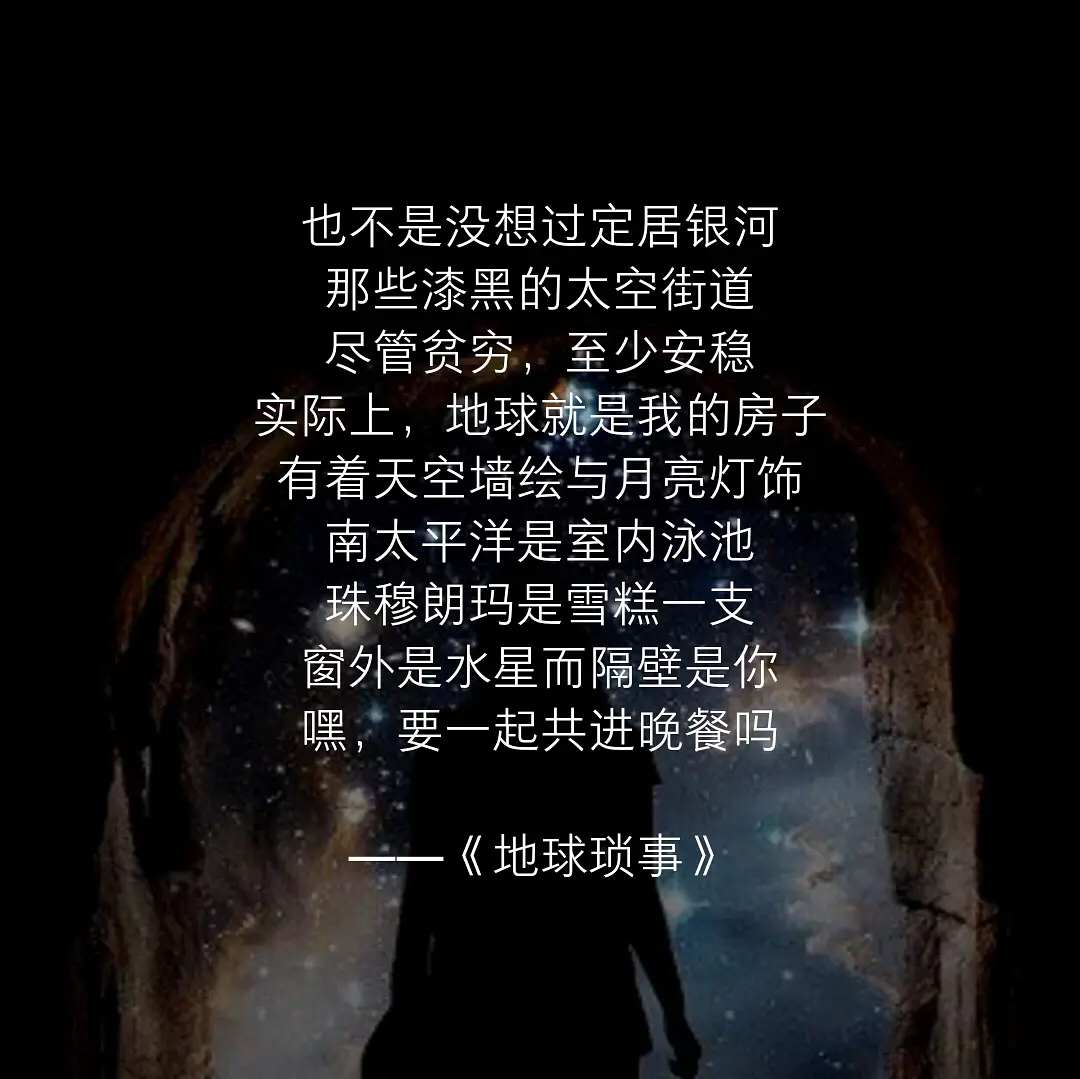 也不是没想过定居银河
那些漆黑的太空街道
尽管贫穷，至少安稳
实际上，地球就是我的房子
有着天空墙绘与月亮灯饰
南太平洋是室内泳池
珠穆朗玛是雪糕一支
窗外是水星而隔壁是你
嘿，要一起共进晚餐吗
——《地球琐事》